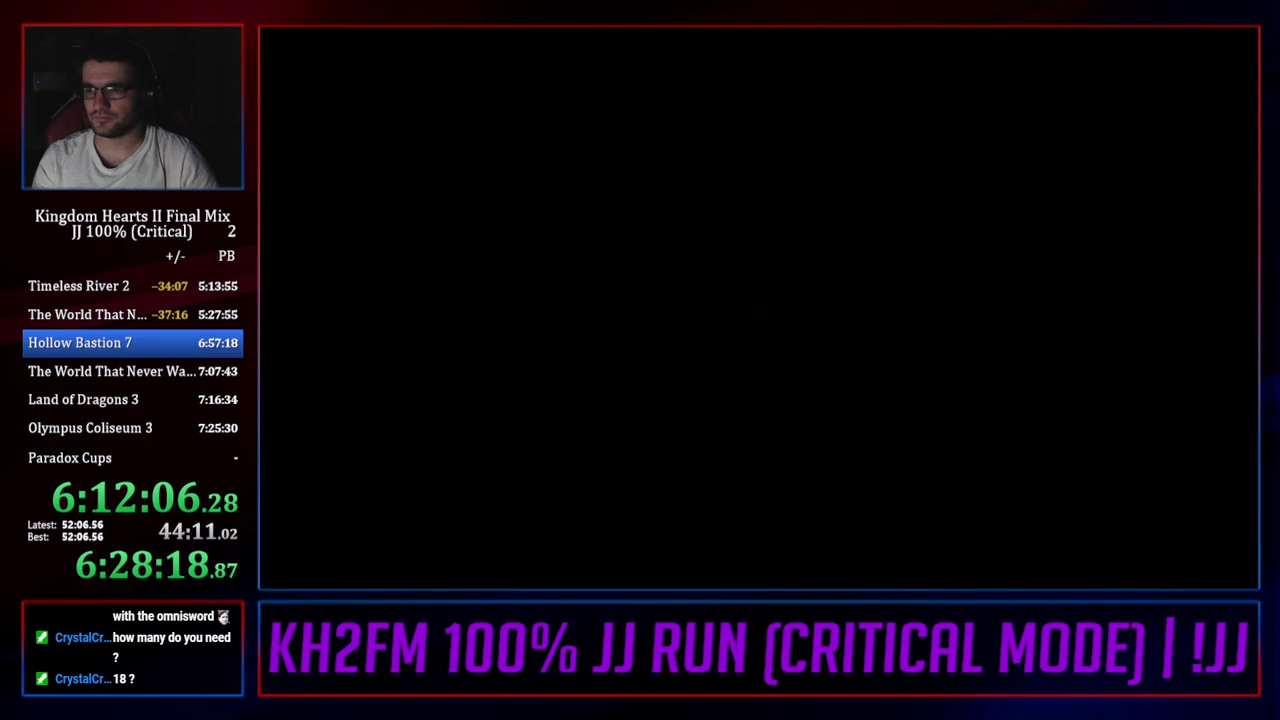 Kingdom Hearts II Final Mix
JJ 100% (Critical) 2
+/- PB
Timeless River 2 −34:07 5:13:55
The World That N... −37:16 5:27:55
Hollow Bastion 7 6:57:18
The World That Never Wa... 7:07:43
Land of Dragons 3 7:16:34
Olympus Coliseum 3 7:25:30
Paradox Cups -
6:12:06.28
Latest: 52:06.56 44:11.02
Best: 52:06.56
6:28:18.87
with the omnisword
CrystalCr... how many do you need
?
CrystalCr... 18 ?
KH2FM 100% JJ RUN (CRITICAL MODE) | !JJ